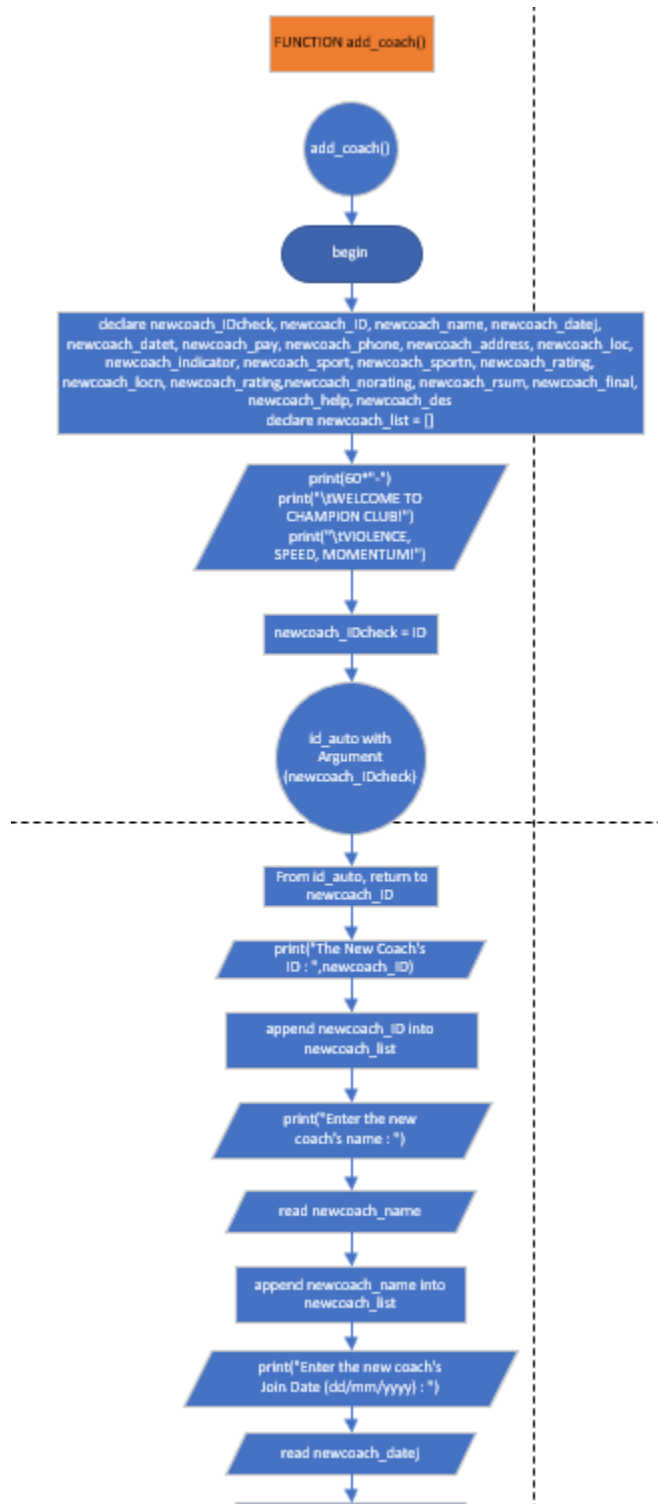 FUNCTION add_coach()
add_coach()
begin
declare newcoach_IDcheck, newcoach_ID, newcoach_name, newcoach_datej,
newcoach_datet, newcoach_pay, newcoach_phone, newcoach_address, newcoach_loc,
newcoach_indicator, newcoach_sport, newcoach_sportn, newcoach_rating,
newcoach_locn, newcoach_rating,newcoach_norating, newcoach_rsum, newcoach_final,
newcoach_help, newcoach_des
declare newcoach_list = []
print(60*"-")
print("\tWELCOME TO
CHAMPION CLUB!")
print("\tVIOLENCE,
SPEED, MOMENTUM!")
newcoach_IDcheck = ID
id_auto with
Argument
(newcoach_IDcheck)
From id_auto, return to
newcoach_ID
print("The New Coach's
ID : ",newcoach_ID)
append newcoach_ID into
newcoach_list
print("Enter the new
coach's name : ")
read newcoach_name
append newcoach_name into
newcoach_list
print("Enter the new coach's
Join Date (dd/mm/yyyy) : ")
read newcoach_datej